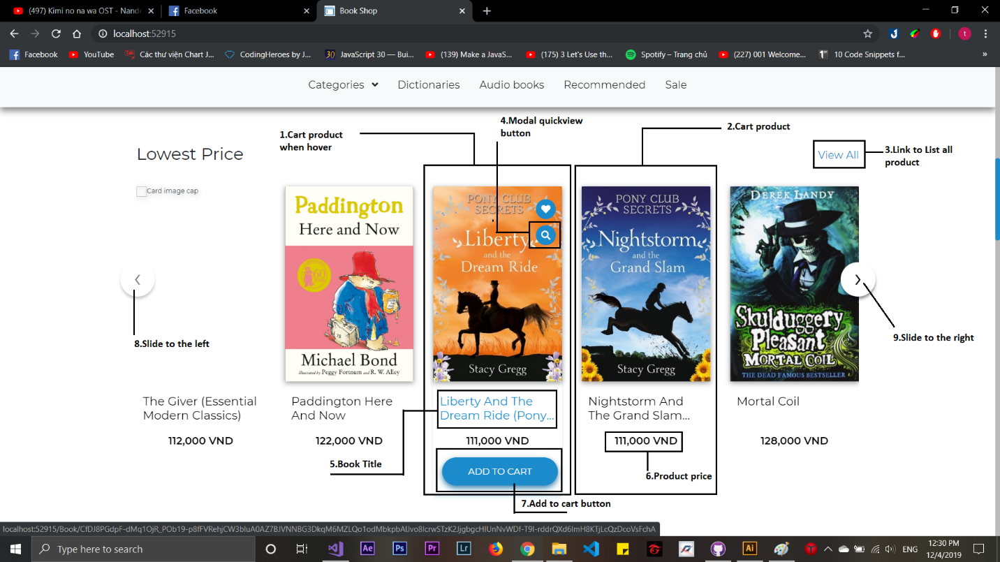 (497) Kimi no na wa OST - Nande
Facebook
Book Shop
localhost:52915
Facebook
YouTube
Các thư viện Chart J...
CodingHeroes by J...
30
JavaScript 30 — Bui...
(139) Make a JavaS...
(175) 3 Let's Use th...
Spotify – Trang chủ
(227) 001 Welcome...
10 Code Snippets f...
Categories
Dictionaries
Audio books
Recommended
Sale
4.Modal quickview
button
1.Cart product
when hover
2.Cart product
Lowest Price
View All
3.Link to List all
product
Card image cap
Paddington
Here and Now
60
Michael Bond
Illustrated by Peggy Fortnum and R. W. Alley
PONY CLUB
SECRETS
Liberty
and the
Dream Ride
Stacy Gregg
PONY CLUB
SECRETS
Nightstorm
and the
Grand Slam
Stacy Gregg
DEREK LANDY
Skulduggery
Pleasant
MORTAL COIL
THE DEAD FAMOUS BESTSELLER
8.Slide to the left
9.Slide to the right
The Giver (Essential
Modern Classics)
112,000 VND
Paddington Here
And Now
122,000 VND
Liberty And The
Dream Ride (Pony...
111,000 VND
Nightstorm And
The Grand Slam...
111,000 VND
Mortal Coil
128,000 VND
5.Book Title
ADD TO CART
6.Product price
7.Add to cart button
Type here to search
Ae
Ps
Pr
Lr
Ai
ENG
12:30 PM
12/4/2019